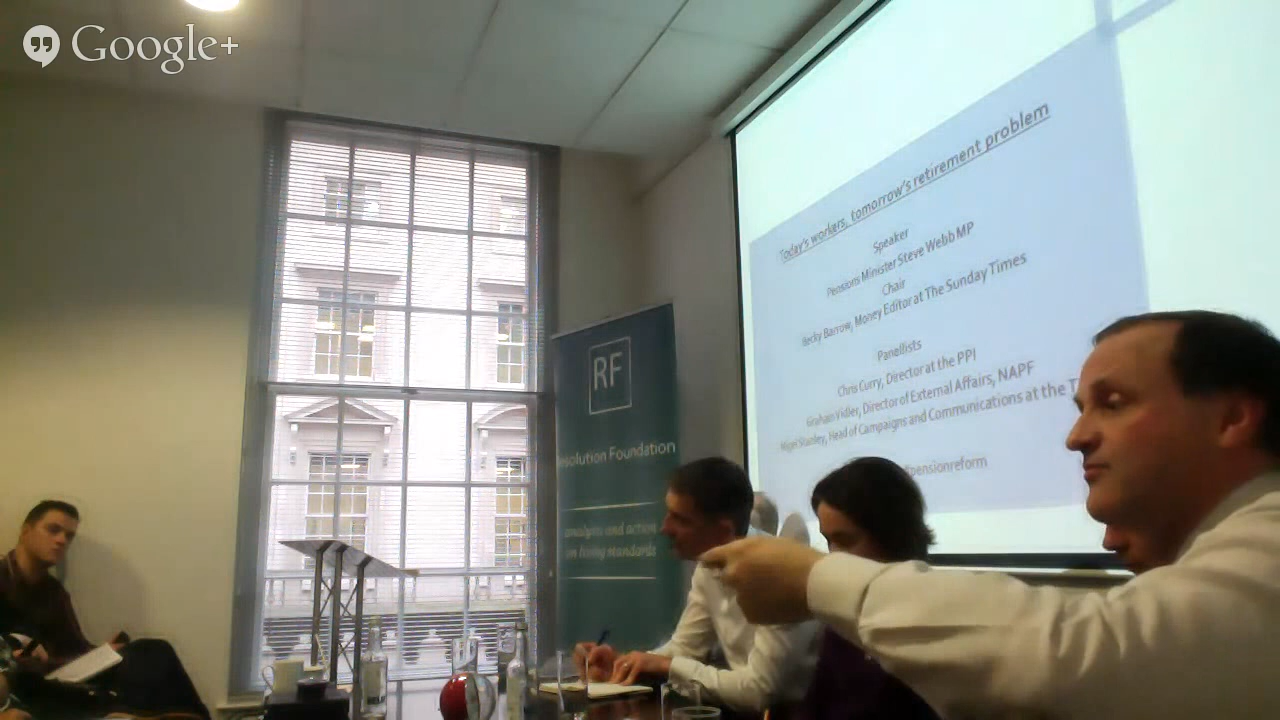 Google+
Today's workers, tomorrow's retirement problem
Speaker
Pensions Minister Steve Webb MP
Chair
Becky Barrow, Money Editor at The Sunday Times
Panellists
Chris Curry, Director at the PPI
Graham Vidler, Director of External Affairs, NAPF
Nigel Stanley, Head of Campaigns and Communications at the T
pensionreform
RF
esolution Foundation
analysis and action
on living standards